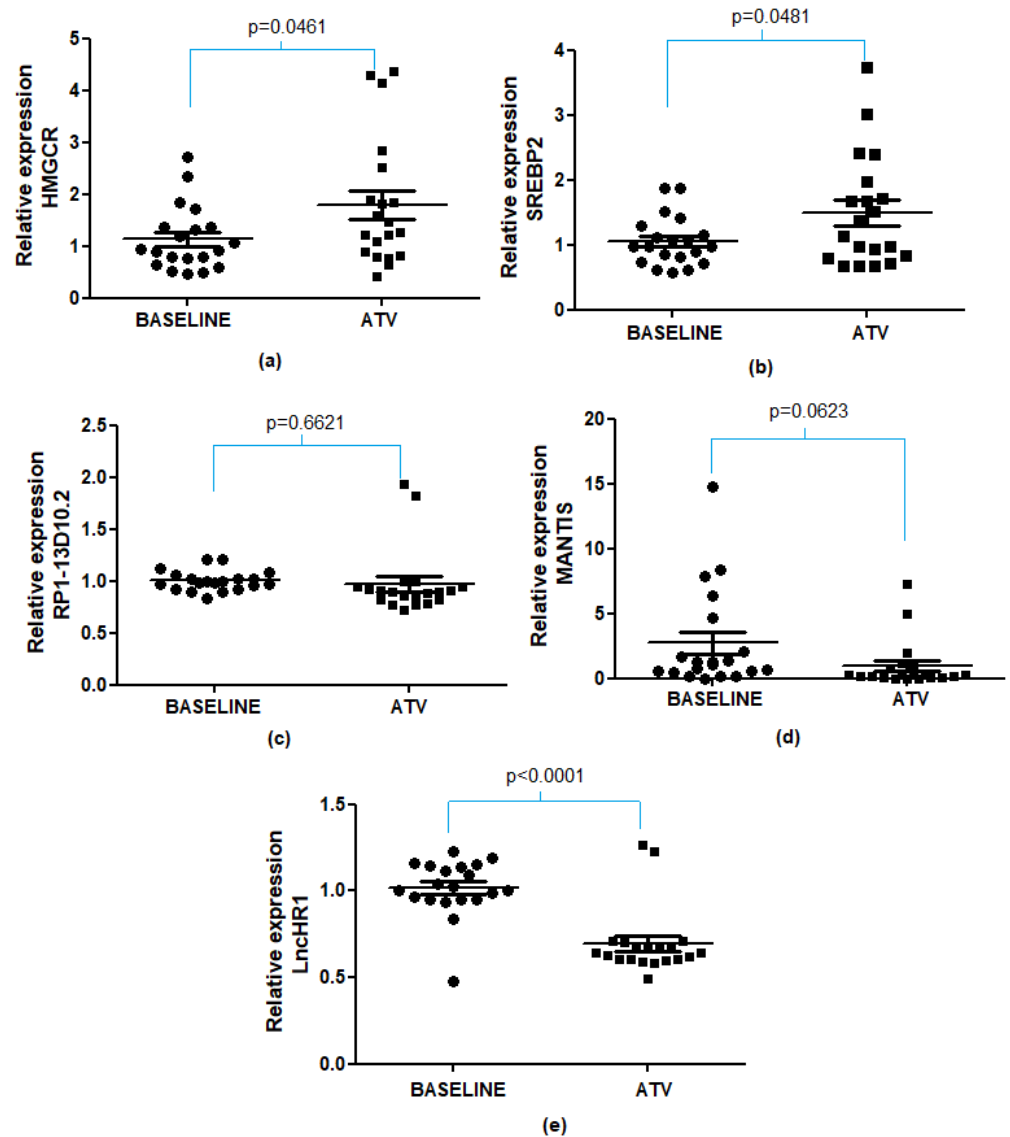 p=0.0461
Relative expression
HMGCR
5
4
3
2
1
0
BASELINE
ATV
(a)
p=0.0481
Relative expression
SREBP2
4
3
2
1
0
BASELINE
ATV
(b)
p=0.6621
Relative expression
RP1-13D10.2
2.5
2.0
1.5
1.0
0.5
0.0
BASELINE
ATV
(c)
p=0.0623
Relative expression
MANTIS
20
15
10
5
0
BASELINE
ATV
(d)
p<0.0001
Relative expression
LncHR1
1.5
1.0
0.5
0.0
BASELINE
ATV
(e)